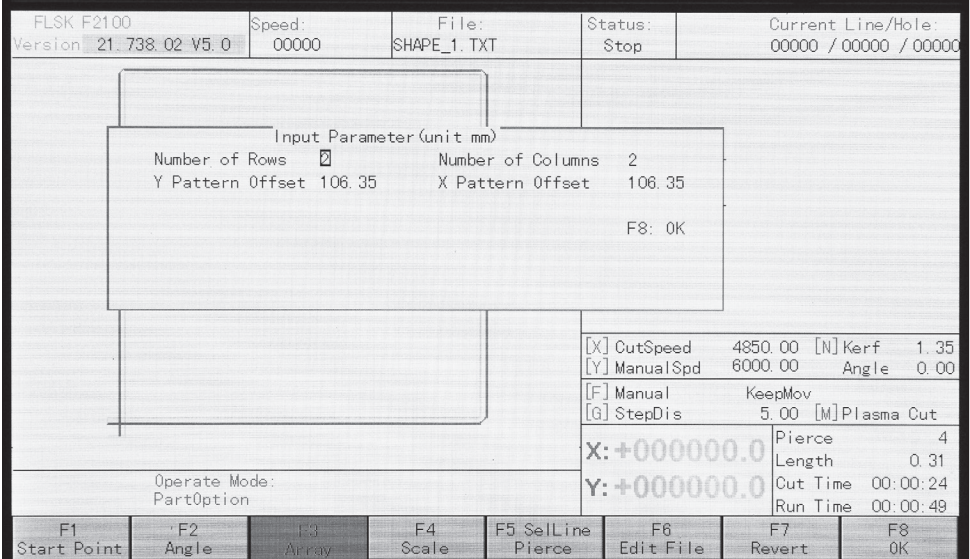 FLSK F2100 Speed: File: Status: Current Line/Hole:
Version 21.738.02 V5.0 00000 SHAPE_1.TXT Stop 00000 /00000 /00000
Input Parameter(unit mm)
Number of Rows 2 Number of Columns 2
Y Pattern Offset 106.35 X Pattern Offset 106.35
F8: OK
[X] CutSpeed 4850.00 [N] Kerf 1.35
[Y] ManualSpd 6000.00 Angle 0.00
[F] Manual KeepMov
[G] StepDis 5.00 [M] Plasma Cut
X: +000000.0
Y: +000000.0
Pierce 4
Length 0.31
Cut Time 00:00:24
Run Time 00:00:49
Operate Mode:
PartOption
F1 F2 F3 F4 F5 SelLine F6 F7 F8
Start Point Angle Array Scale Pierce Edit File Revert OK